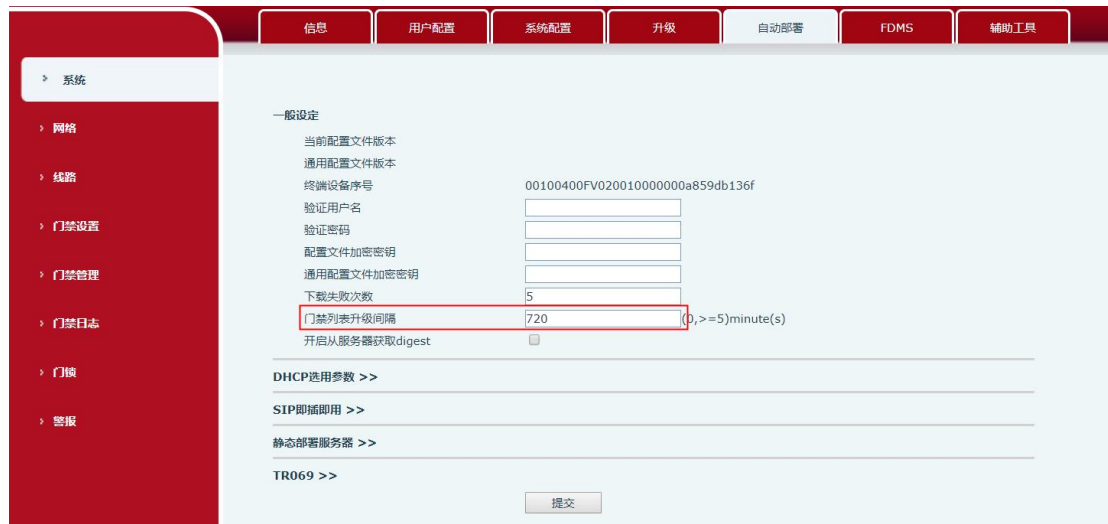 信息 用户配置 系统配置 升级 自动部署 FDMS 辅助工具
› 系统
› 网络
› 线路
› 门禁设置
› 门禁管理
› 门禁日志
› 门锁
› 警报
一般设定
当前配置文件版本
通用配置文件版本
终端设备序号 00100400FV020010000000a859db136f
验证用户名
验证密码
配置文件加密密钥
通用配置文件加密密钥
下载失败次数 5
门禁列表升级间隔 720 (0,>=5)minute(s)
开启从服务器获取digest
DHCP选用参数 >>
SIP即插即用 >>
静态部署服务器 >>
TR069 >>
提交